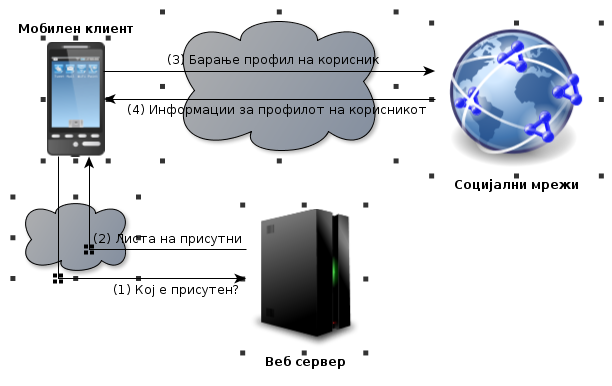 Мобилен клиент
(3) Барање профил на корисник
(4) Информации за профилот на корисникот
Социјални мрежи
(2) Листа на присутни
(1) Кој е присутен?
Веб сервер